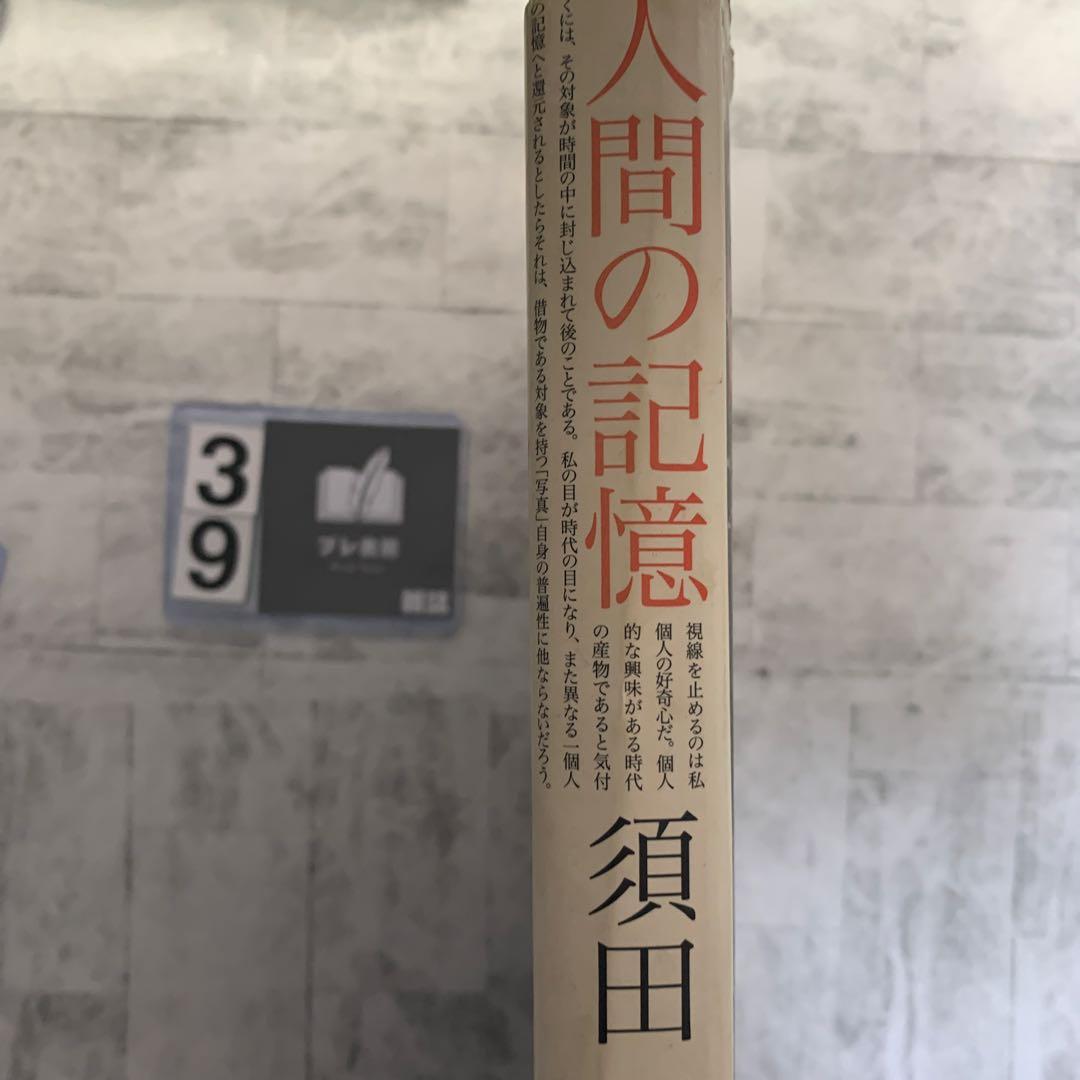 人間の記憶
視線を止めるのは私
個人の好奇心だ。個人
的な興味がある時代
の産物であると気付
くには、その対象が時間の中に封じ込まれて後のことである。私の目が時代の目になり、また異なる一個人
の記憶へと還元されるとしたらそれは、借物である対象を持つ「写真」自身の普遍性に他ならないだろう。
須田
3
9
雑誌